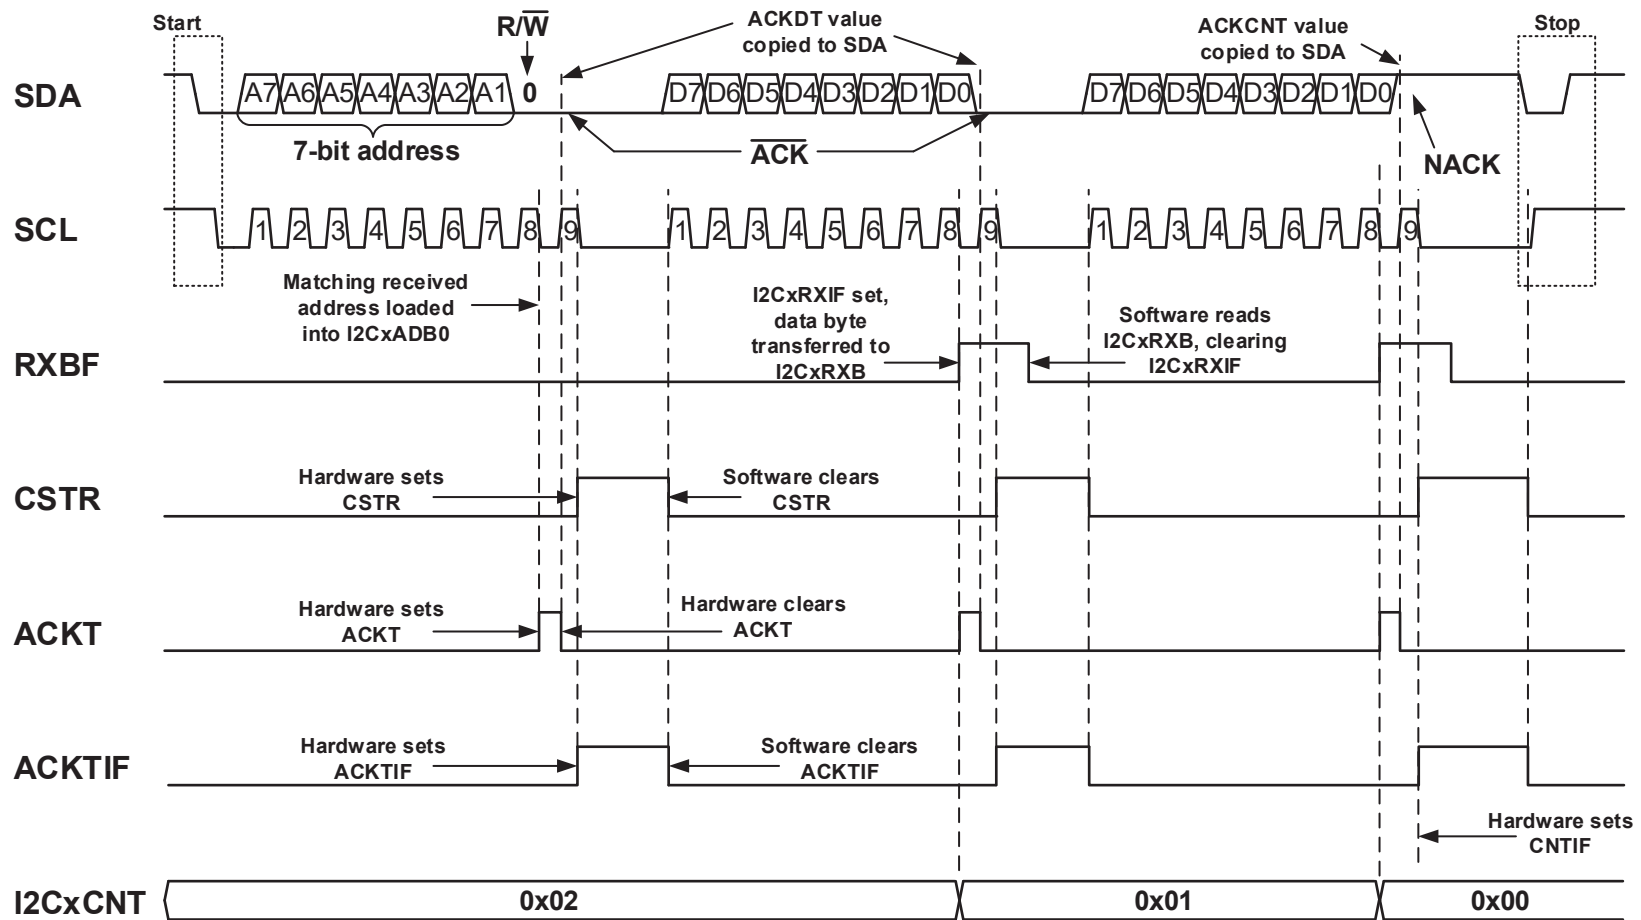 Start
R/W
ACKDT value
copied to SDA
ACKCNT value
copied to SDA
Stop
SDA
A7 A6 A5 A4 A3 A2 A1 0
D7 D6 D5 D4 D3 D2 D1 D0
D7 D6 D5 D4 D3 D2 D1 D0
7-bit address
ACK
NACK
SCL
1 2 3 4 5 6 7 8 9
1 2 3 4 5 6 7 8 9
1 2 3 4 5 6 7 8 9
Matching received
address loaded
into I2CxADB0
I2CxRXIF set,
data byte
transferred to
I2CxRXB
Software reads
I2CxRXB, clearing
I2CxRXIF
RXBF
Hardware sets
CSTR
Software clears
CSTR
CSTR
Hardware sets
ACKT
Hardware clears
ACKT
ACKT
Hardware sets
ACKTIF
Software clears
ACKTIF
ACKTIF
Hardware sets
CNTIF
I2CxCNT
0x02
0x01
0x00